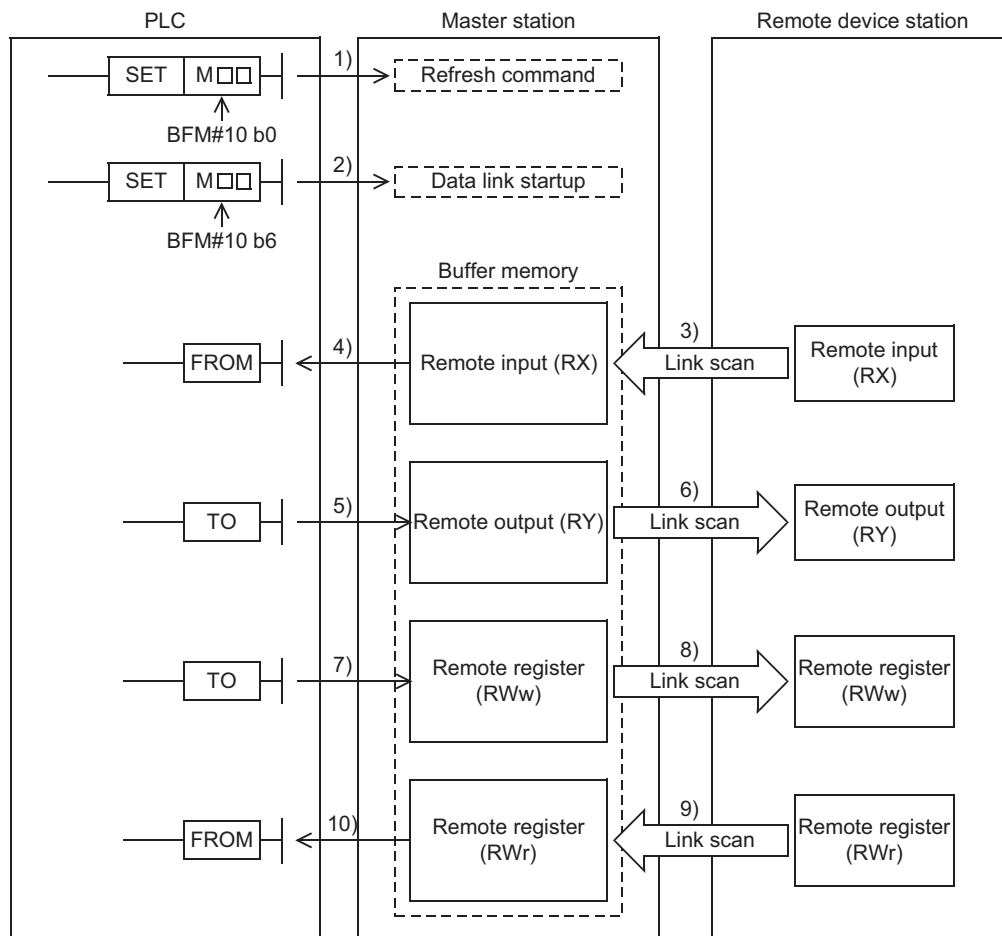 PLC
Master station
Remote device station
SET M□□
1)
Refresh command
BFM#10 b0
SET M□□
2)
Data link startup
BFM#10 b6
Buffer memory
FROM
4)
Remote input (RX)
3)
Link scan
Remote input
(RX)
TO
5)
Remote output (RY)
6)
Link scan
Remote output
(RY)
TO
7)
Remote register
(RWw)
8)
Link scan
Remote register
(RWw)
FROM
10)
Remote register
(RWr)
9)
Link scan
Remote register
(RWr)